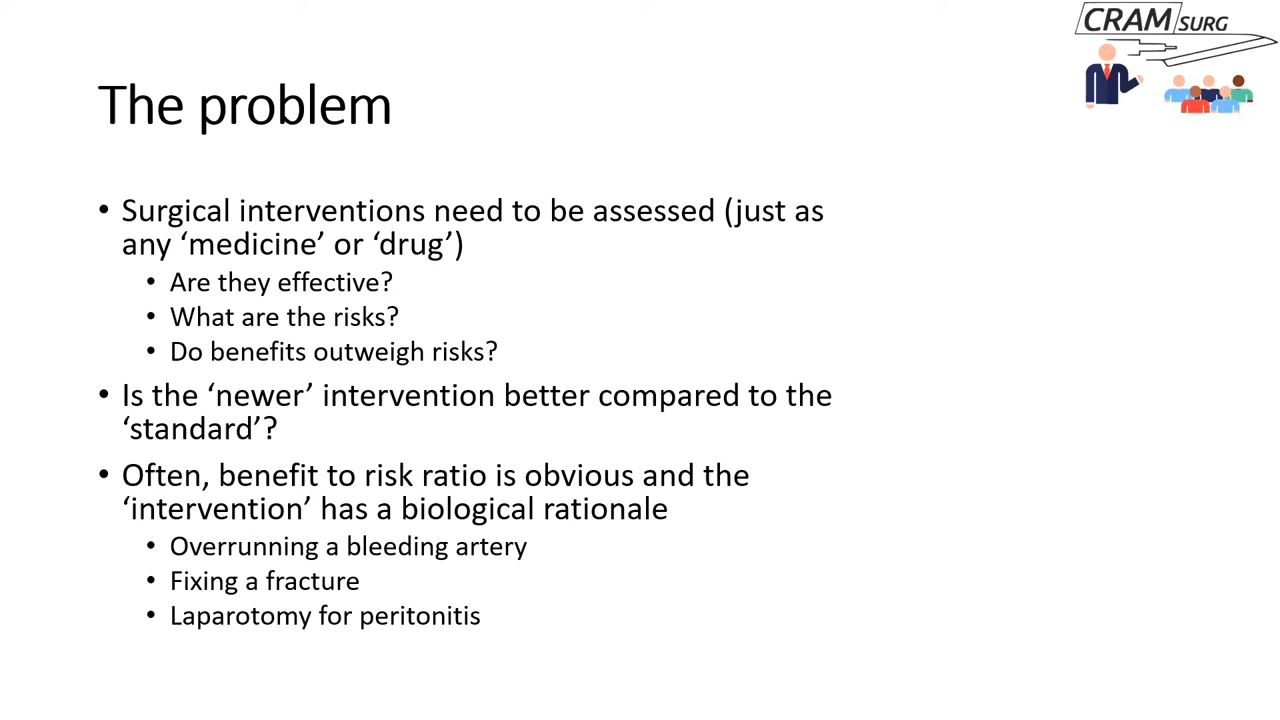 CRAM SURG
The problem
• Surgical interventions need to be assessed (just as
any ‘medicine’ or ‘drug’)
• Are they effective?
• What are the risks?
• Do benefits outweigh risks?
• Is the ‘newer’ intervention better compared to the
‘standard’?
• Often, benefit to risk ratio is obvious and the
‘intervention’ has a biological rationale
• Overrunning a bleeding artery
• Fixing a fracture
• Laparotomy for peritonitis